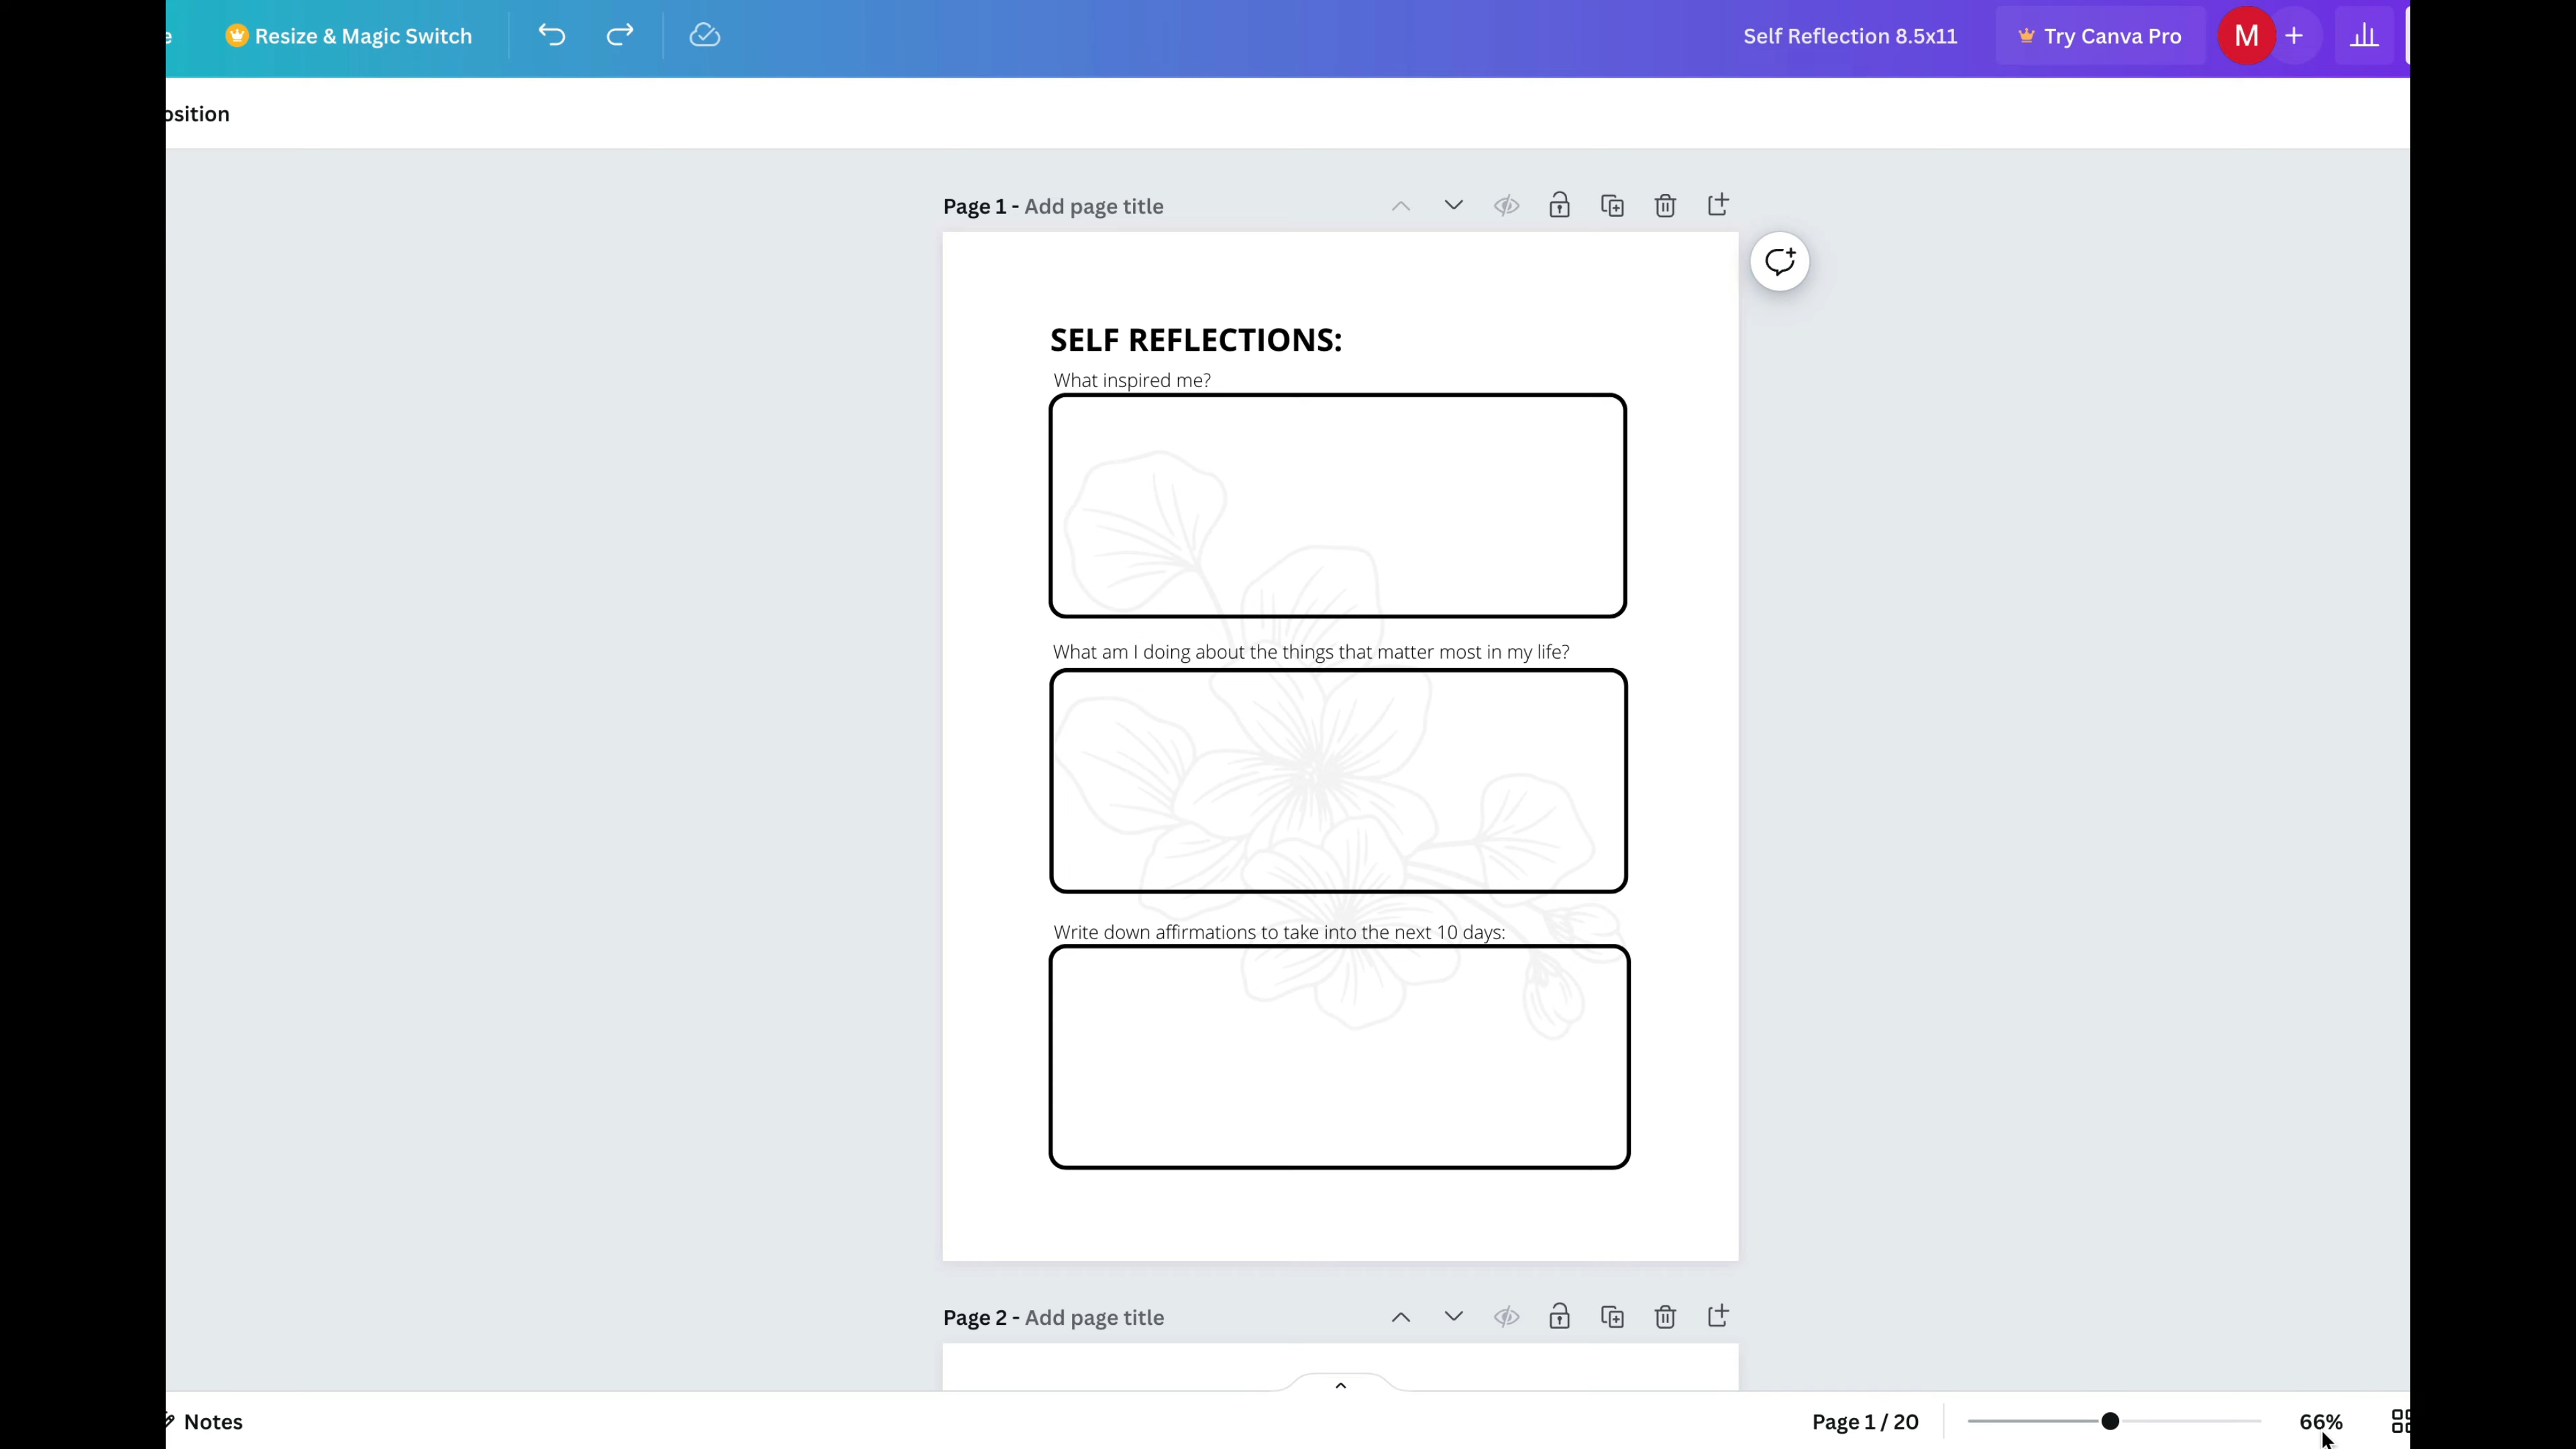 Resize & Magic Switch
Self Reflection 8.5x11
Try Canva Pro
M
Page 1 - Add page title
SELF REFLECTIONS:
What inspired me?
What am I doing about the things that matter most in my life?
Write down affirmations to take into the next 10 days:
Page 2 - Add page title
Notes
Page 1 / 20
66%